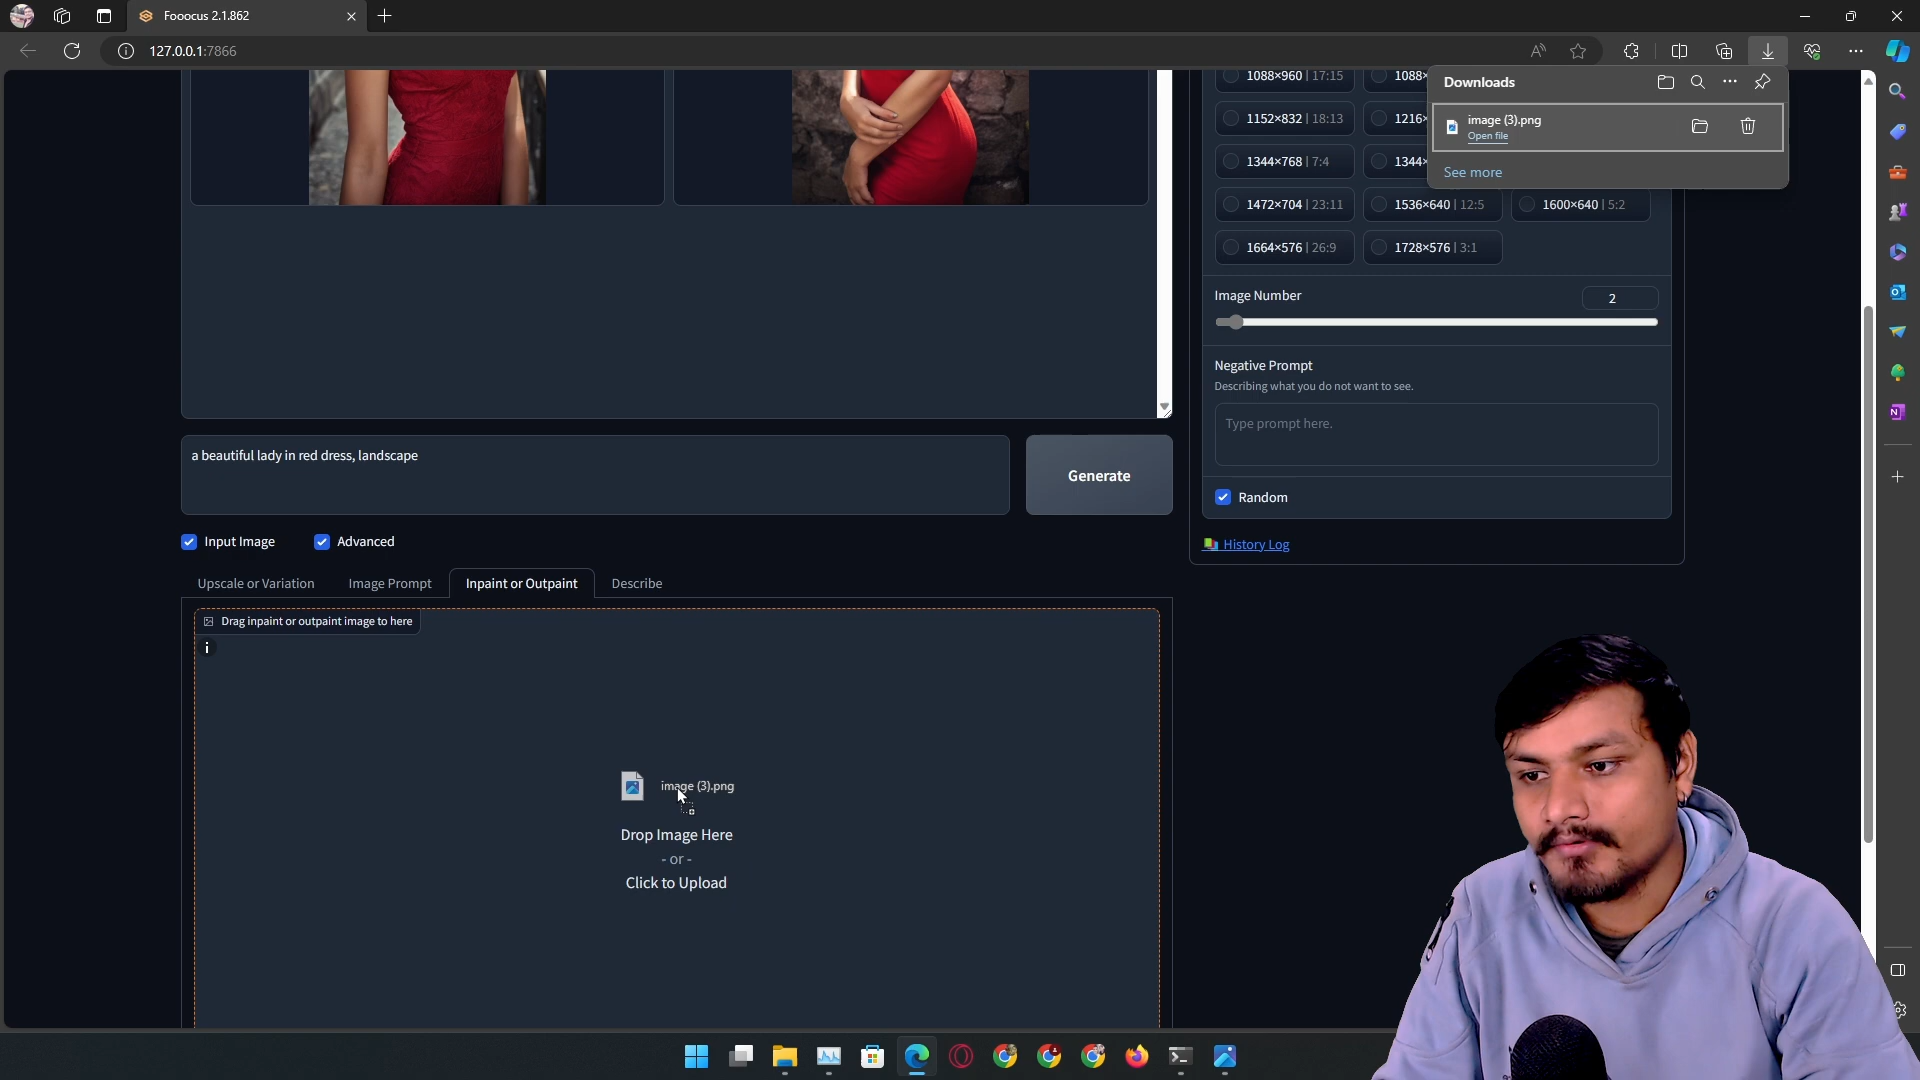 Fooocus 2.1.862
127.0.0.1:7866
1088×960 | 17:15
1088×
Downloads
image (3).png
Open file
See more
1152×832 | 18:13
1216×
1344×768 | 7:4
1344×
1472×704 | 23:11
1536×640 | 12:5
1600×640 | 5:2
1664×576 | 26:9
1728×576 | 3:1
Image Number
2
Negative Prompt
Describing what you do not want to see.
Type prompt here.
a beautiful lady in red dress, landscape
Generate
Random
History Log
Input Image
Advanced
Upscale or Variation
Image Prompt
Inpaint or Outpaint
Describe
Drag inpaint or outpaint image to here
image (3).png
Drop Image Here
- or -
Click to Upload